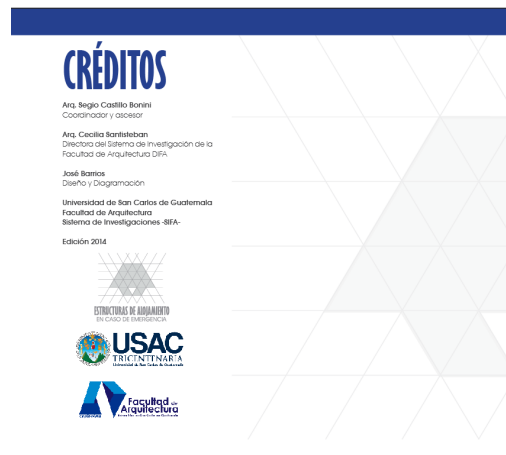 CRÉDITOS
Arq. Segio Castillo Bonini
Coordinador y ascesor
Arq. Cecilia Santisteban
Directora del Sistema de Investigación de la
Facultad de Arquitectura DIFA
José Barrios
Diseño y Diagramación
Universidad de San Carlos de Guatemala
Facultad de Arquitectura
Sistema de Investigaciones -SIFA-
Edición 2014
ESTRUCTURAS DE ALOJAMIENTO
EN CASO DE EMERGENCIA
USAC
TRICENTENARIA
Universidad de San Carlos de Guatemala
Facultad de
Arquitectura